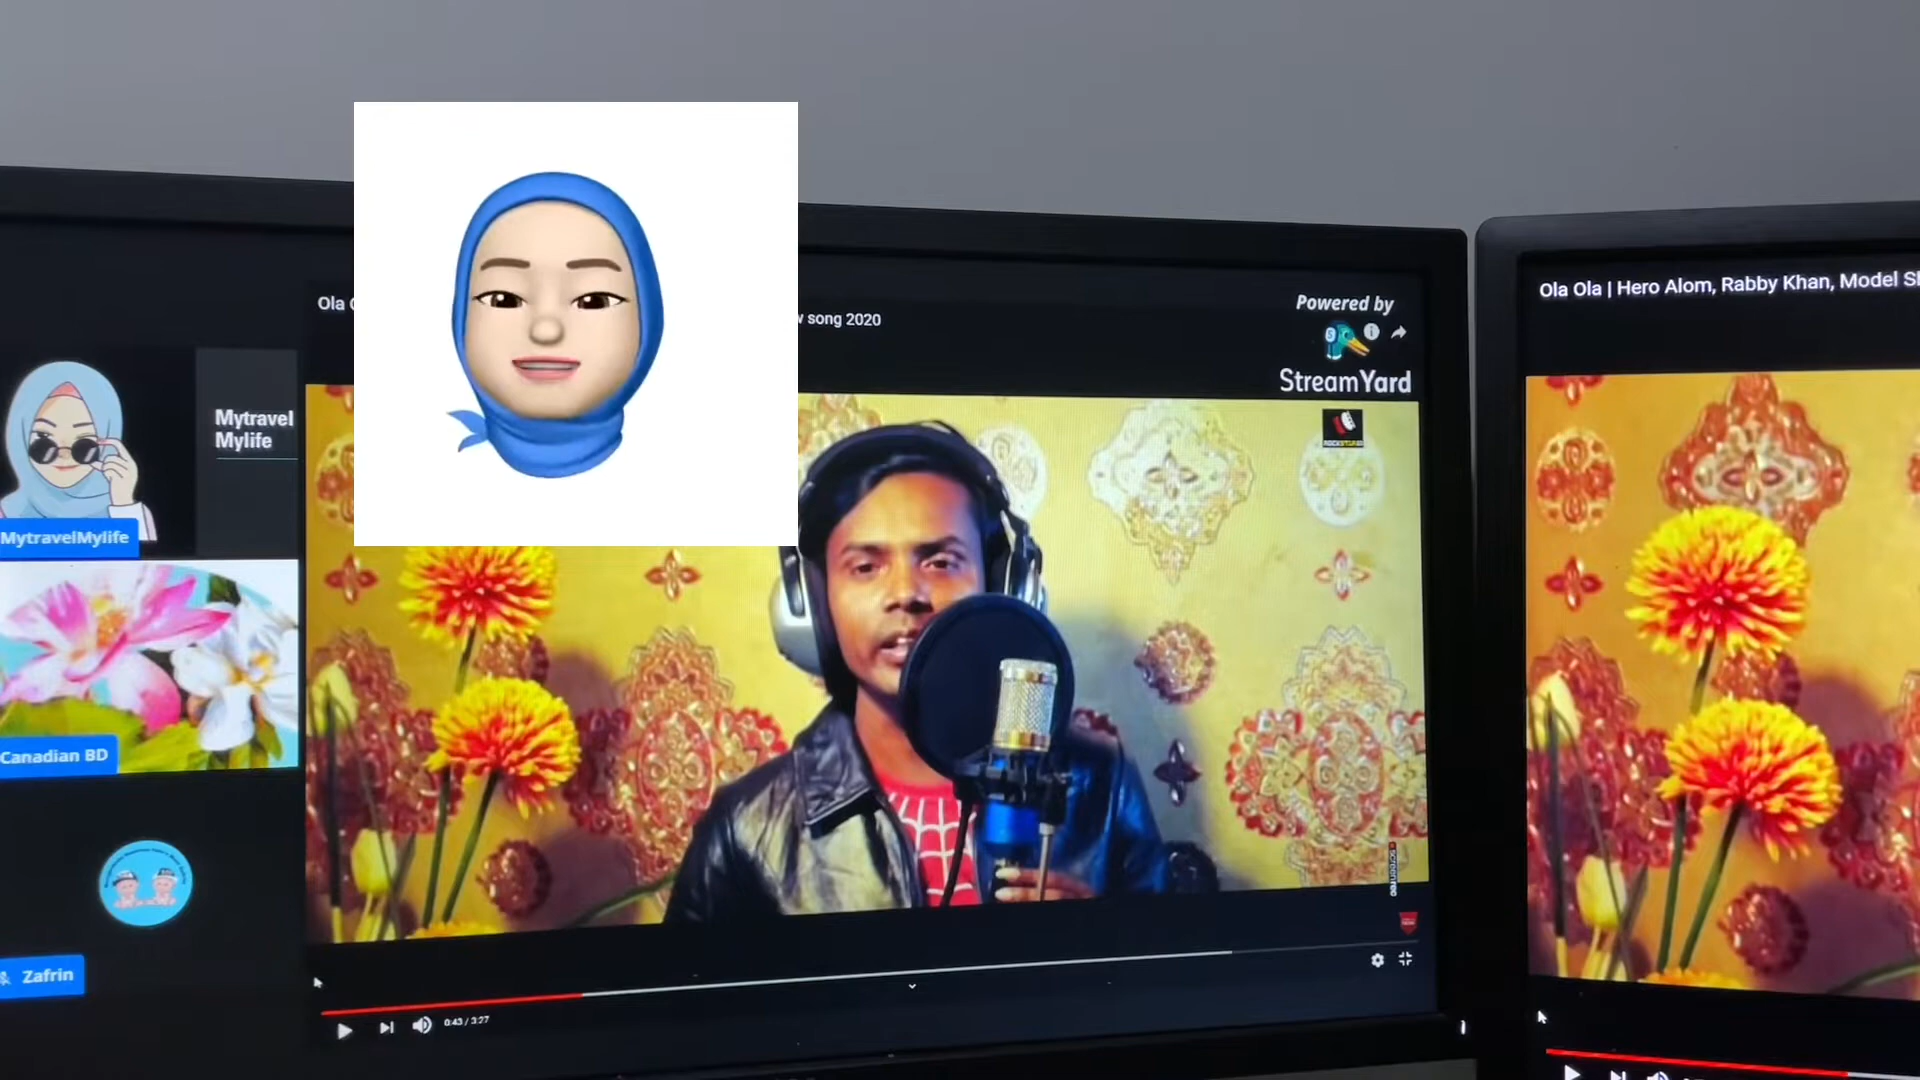 Ola
w song 2020
Powered by
StreamYard
Mytravel
Mylife
MytravelMylife
Canadian BD
Zafrin
0:43 / 3:27
screenrec
Ola Ola | Hero Alom, Rabby Khan, Model